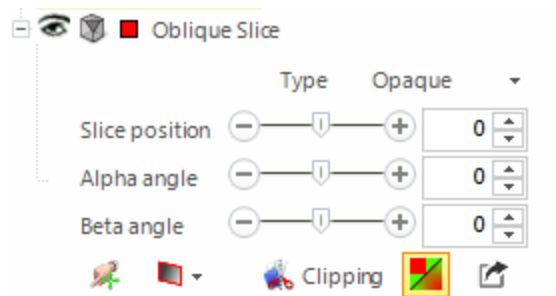 Oblique Slice
Type Opaque
Slice position 0
Alpha angle 0
Beta angle 0
Clipping